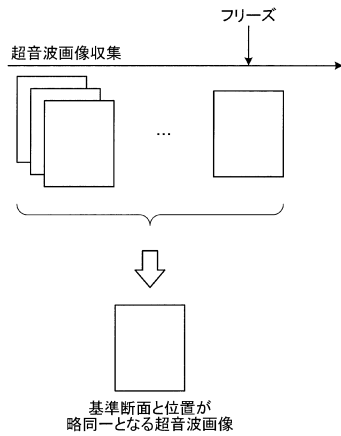 フリーズ
超音波画像収集
…
基準断面と位置が
略同一となる超音波画像